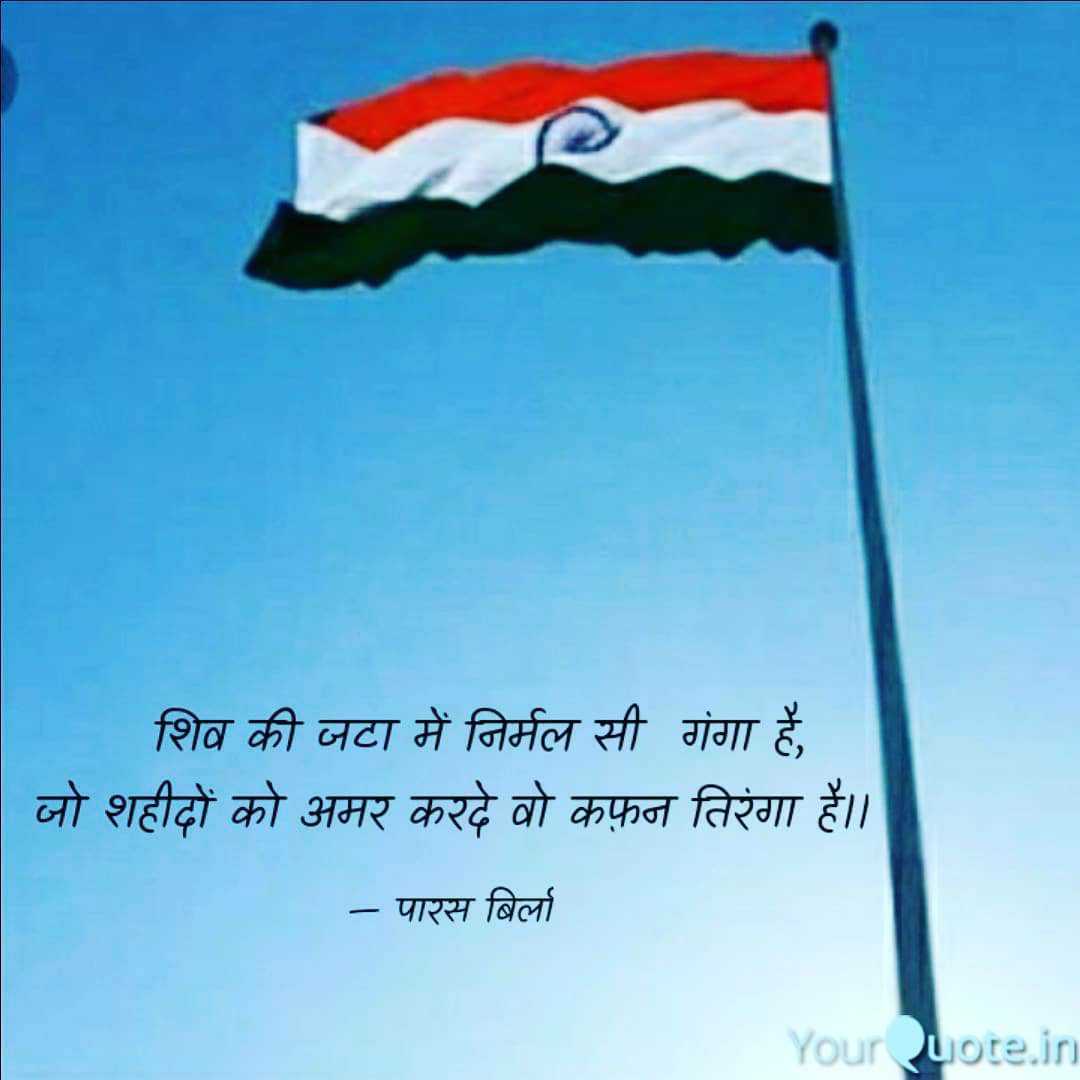 शिव की जटा में निर्मल सी गंगा है,
जो शहीदों को अमर करदे वो कफ़न तिरंगा है।।
– पारस बिर्ला
YourQuote.in